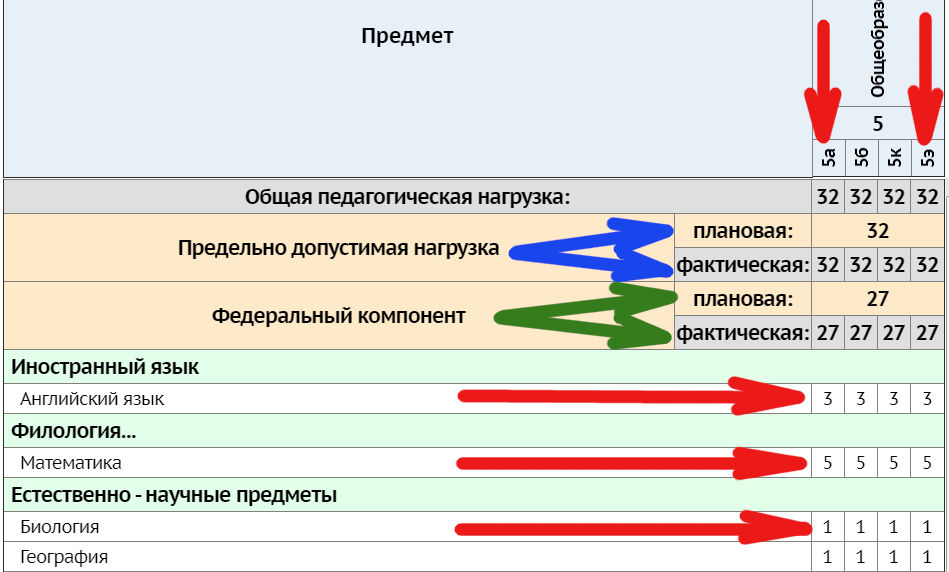 Предмет
5
5а 5б 5к 5э
Общая педагогическая нагрузка: 32 32 32 32
Предельно допустимая нагрузка
плановая: 32
фактическая: 32 32 32 32
Федеральный компонент
плановая: 27
фактическая: 27 27 27 27
Иностранный язык
Английский язык 3 3 3 3
Филология...
Математика 5 5 5 5
Естественно - научные предметы
Биология 1 1 1 1
География 1 1 1 1